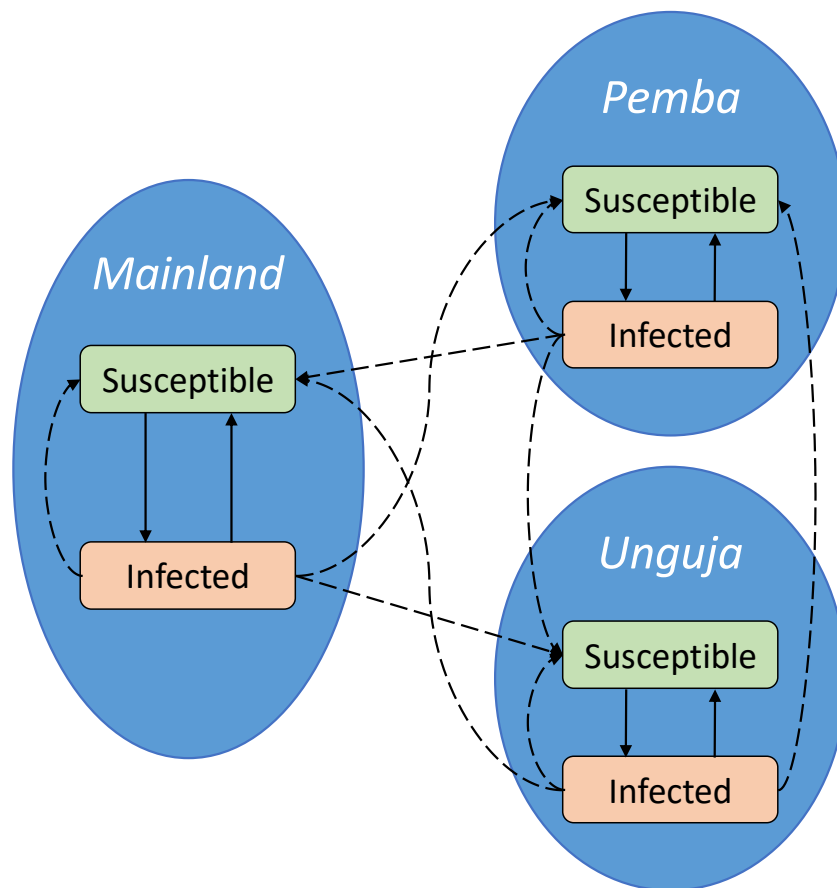 Mainland
Susceptible
Infected
Pemba
Susceptible
Infected
Unguja
Susceptible
Infected